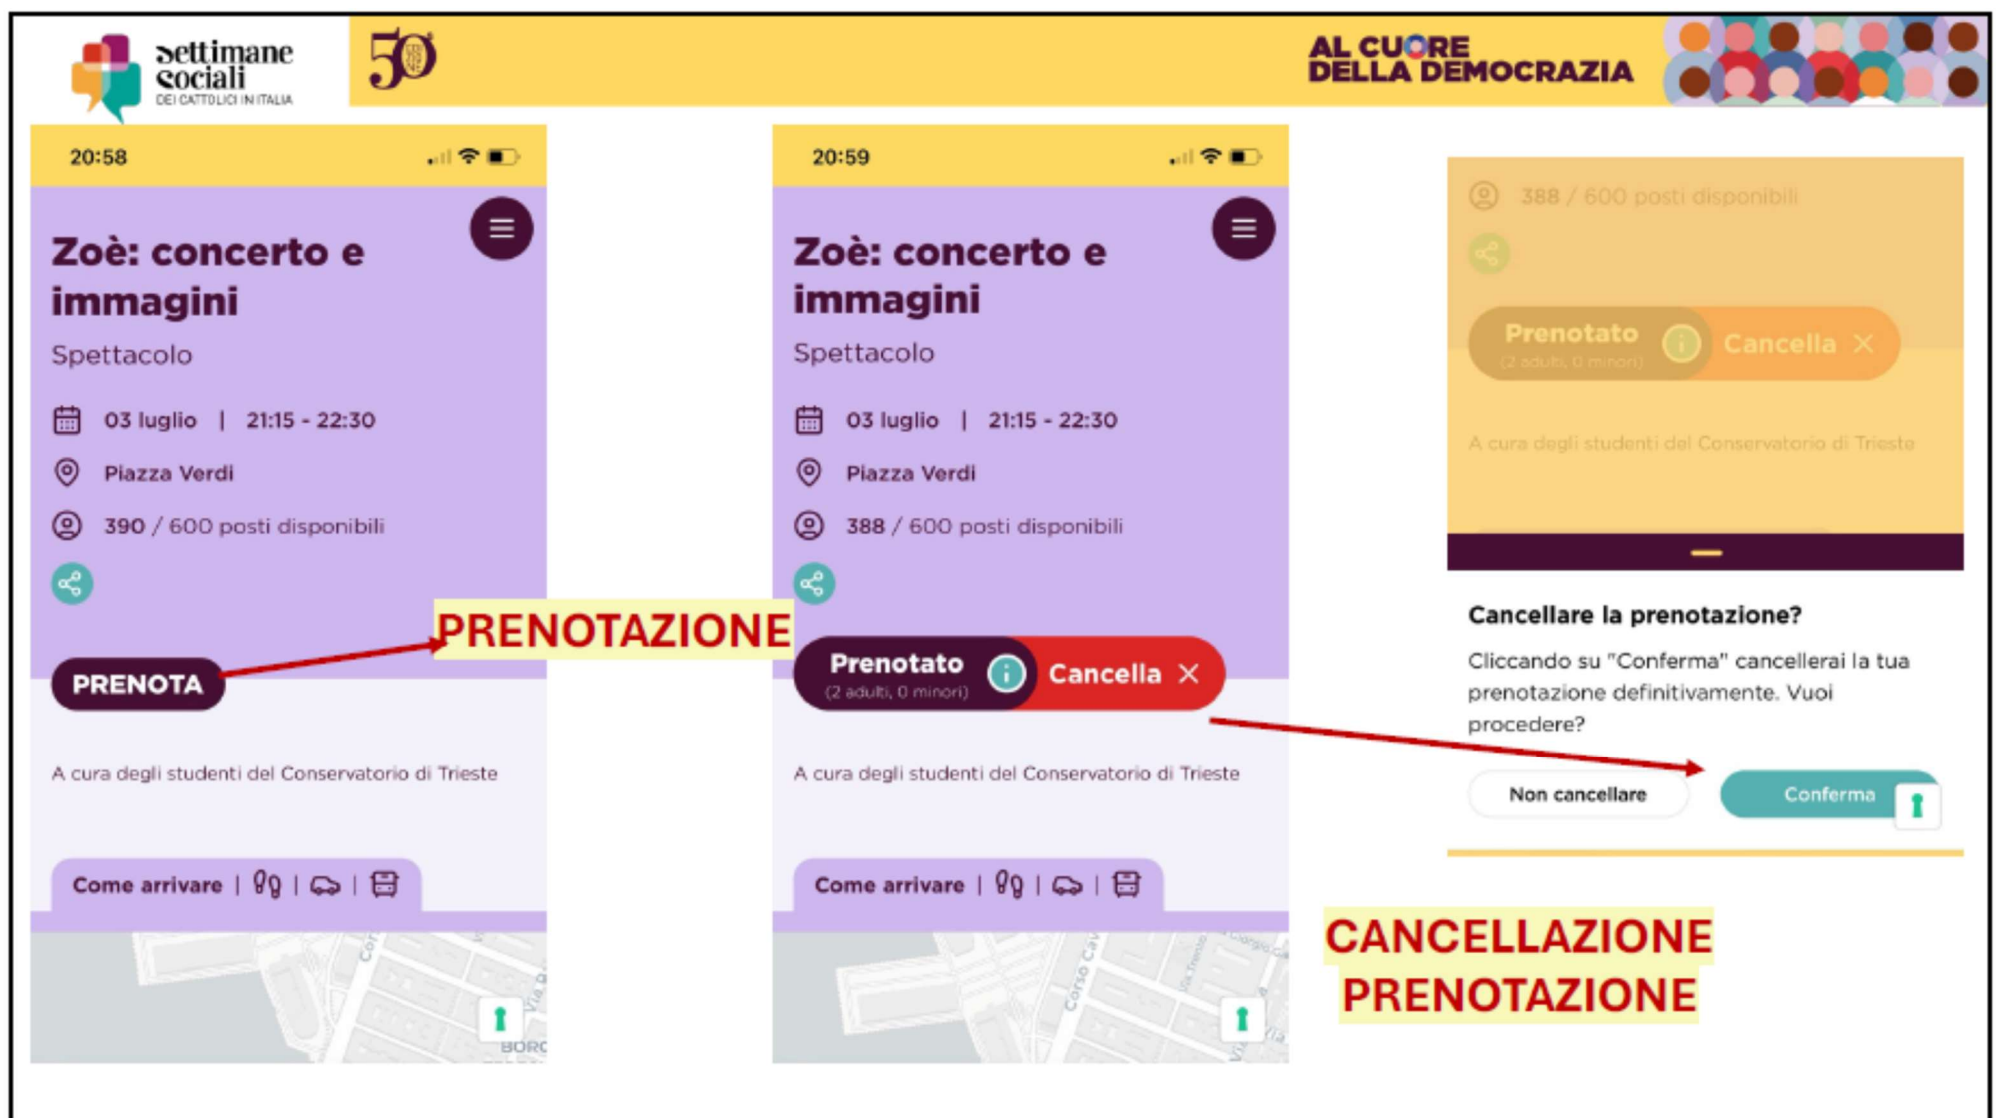 Settimane
Sociali
DEI CATTOLICI IN ITALIA
50
AL CUORE
DELLA DEMOCRAZIA
20:58
Zoè: concerto e
immagini
Spettacolo
03 luglio | 21:15 - 22:30
Piazza Verdi
390 / 600 posti disponibili
PRENOTA
A cura degli studenti del Conservatorio di Trieste
Come arrivare | | |
BORG
PRENOTAZIONE
20:59
Zoè: concerto e
immagini
Spettacolo
03 luglio | 21:15 - 22:30
Piazza Verdi
388 / 600 posti disponibili
Prenotato
(2 adulti, 0 minori)
Cancella ×
A cura degli studenti del Conservatorio di Trieste
Come arrivare | | |
Corso Cav
388 / 600 posti disponibili
Prenotato
(2 adulti, 0 minori)
Cancella ×
A cura degli studenti del Conservatorio di Trieste
Cancellare la prenotazione?
Cliccando su "Conferma" cancellerai la tua
prenotazione definitivamente. Vuoi
procedere?
Non cancellare
Conferma
CANCELLAZIONE
PRENOTAZIONE